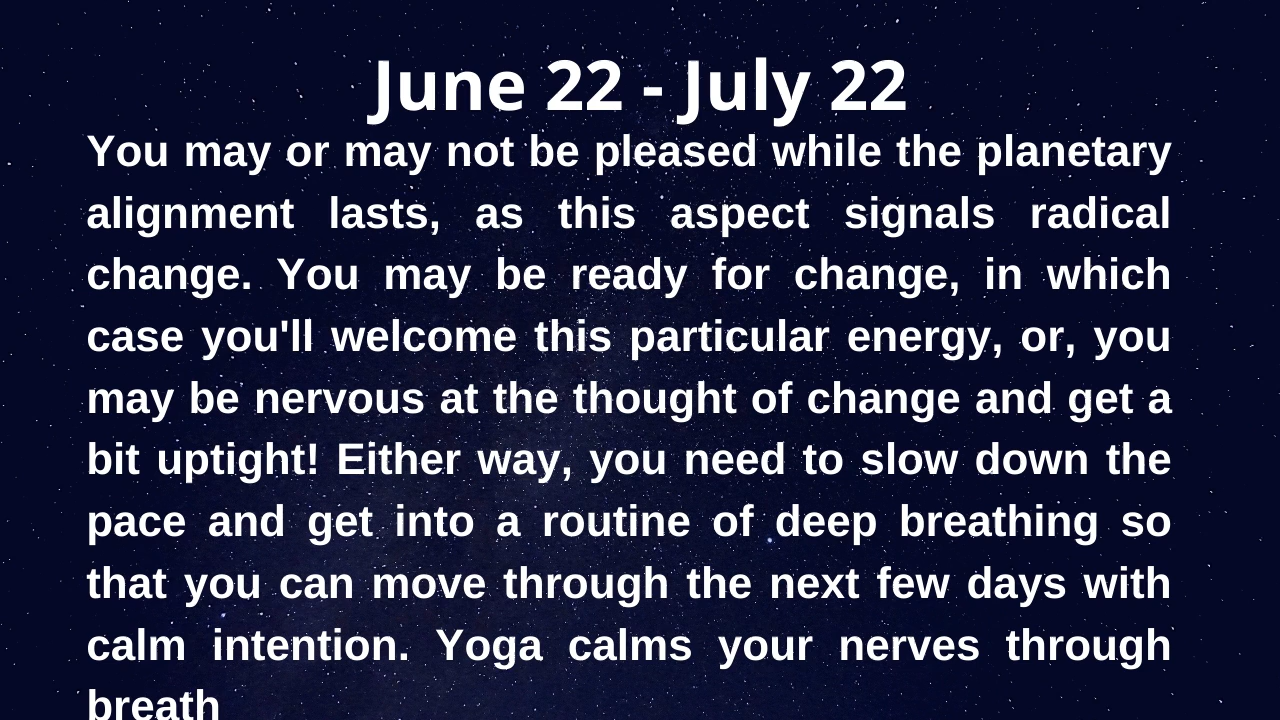 June 22 - July 22
You may or may not be pleased while the planetary
alignment lasts, as this aspect signals radical
change. You may be ready for change, in which
case you'll welcome this particular energy, or, you
may be nervous at the thought of change and get a
bit uptight! Either way, you need to slow down the
pace and get into a routine of deep breathing so
that you can move through the next few days with
calm intention. Yoga calms your nerves through
breath